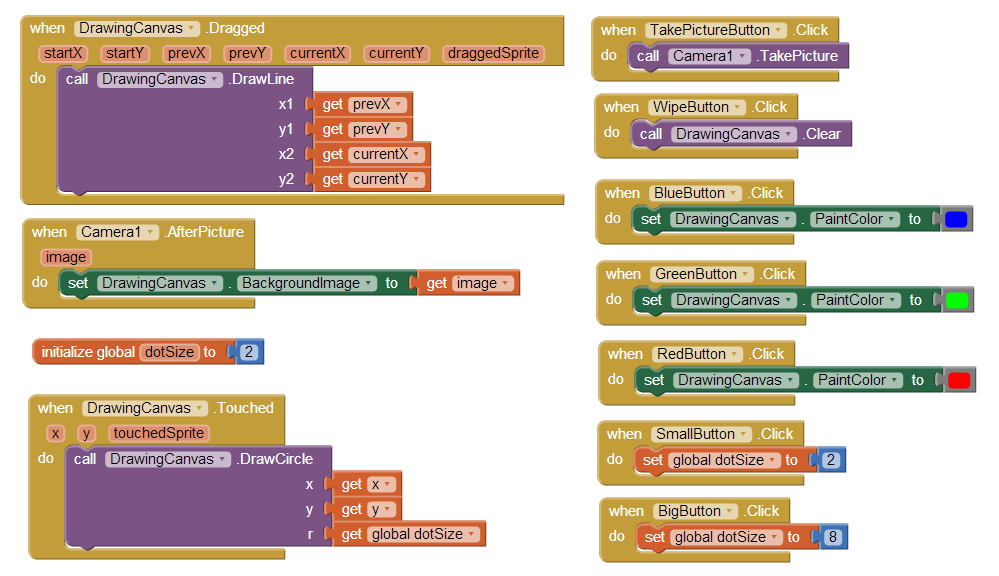 when DrawingCanvas .Dragged
startX startY prevX prevY currentX currentY draggedSprite
do call DrawingCanvas .DrawLine
x1 get prevX
y1 get prevY
x2 get currentX
y2 get currentY
when Camera1 .AfterPicture
image
do set DrawingCanvas . BackgroundImage to get image
initialize global dotSize to 2
when DrawingCanvas .Touched
x y touchedSprite
do call DrawingCanvas .DrawCircle
x get x
y get y
r get global dotSize
when TakePictureButton .Click
do call Camera1 .TakePicture
when WipeButton .Click
do call DrawingCanvas .Clear
when BlueButton .Click
do set DrawingCanvas . PaintColor to
when GreenButton .Click
do set DrawingCanvas . PaintColor to
when RedButton .Click
do set DrawingCanvas . PaintColor to
when SmallButton .Click
do set global dotSize to 2
when BigButton .Click
do set global dotSize to 8